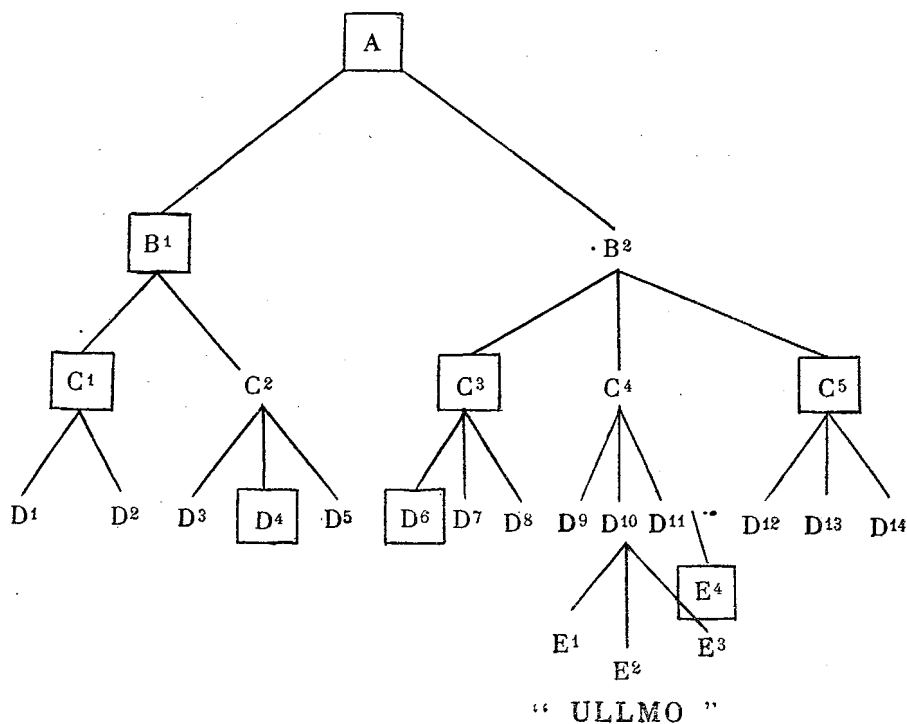 A
B¹ B²
C¹ C² C³ C⁴ C⁵
D¹ D² D³ D⁴ D⁵ D⁶ D⁷ D⁸ D⁹ D¹⁰ D¹¹ D¹² D¹³ D¹⁴
E⁴
E¹ E³
E²
“ ULLMO ”